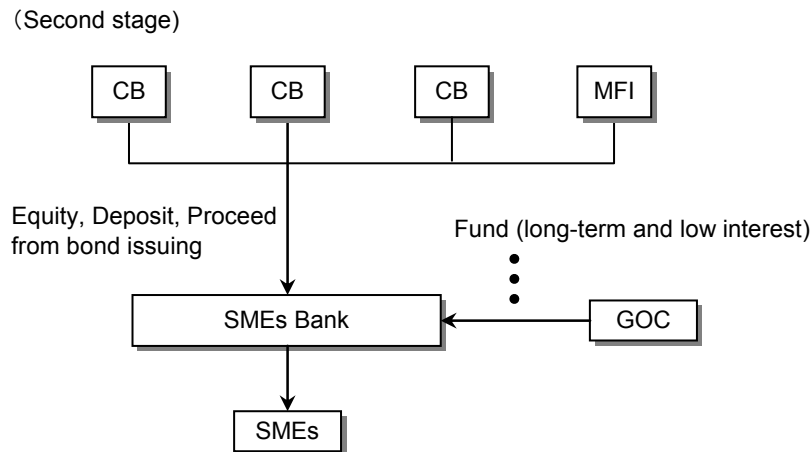 （Second stage)
CB CB CB MFI
Equity, Deposit, Proceed
from bond issuing
Fund (long-term and low interest)
SMEs Bank
GOC
SMEs